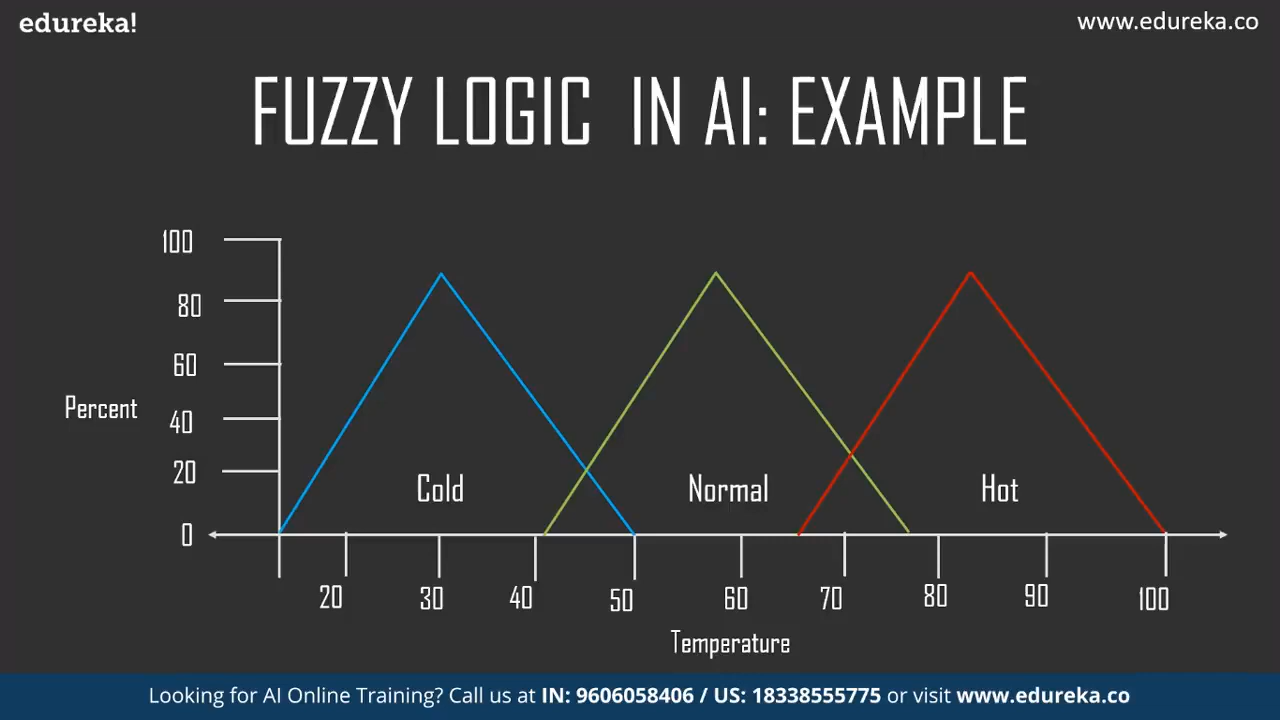 edureka!
www.edureka.co
FUZZY LOGIC IN AI: EXAMPLE
100
80
60
Percent
40
20
Cold
Normal
Hot
0
20 30 40 50 60 70 80 90 100
Temperature
Looking for AI Online Training? Call us at IN: 9606058406 / US: 18338555775 or visit www.edureka.co